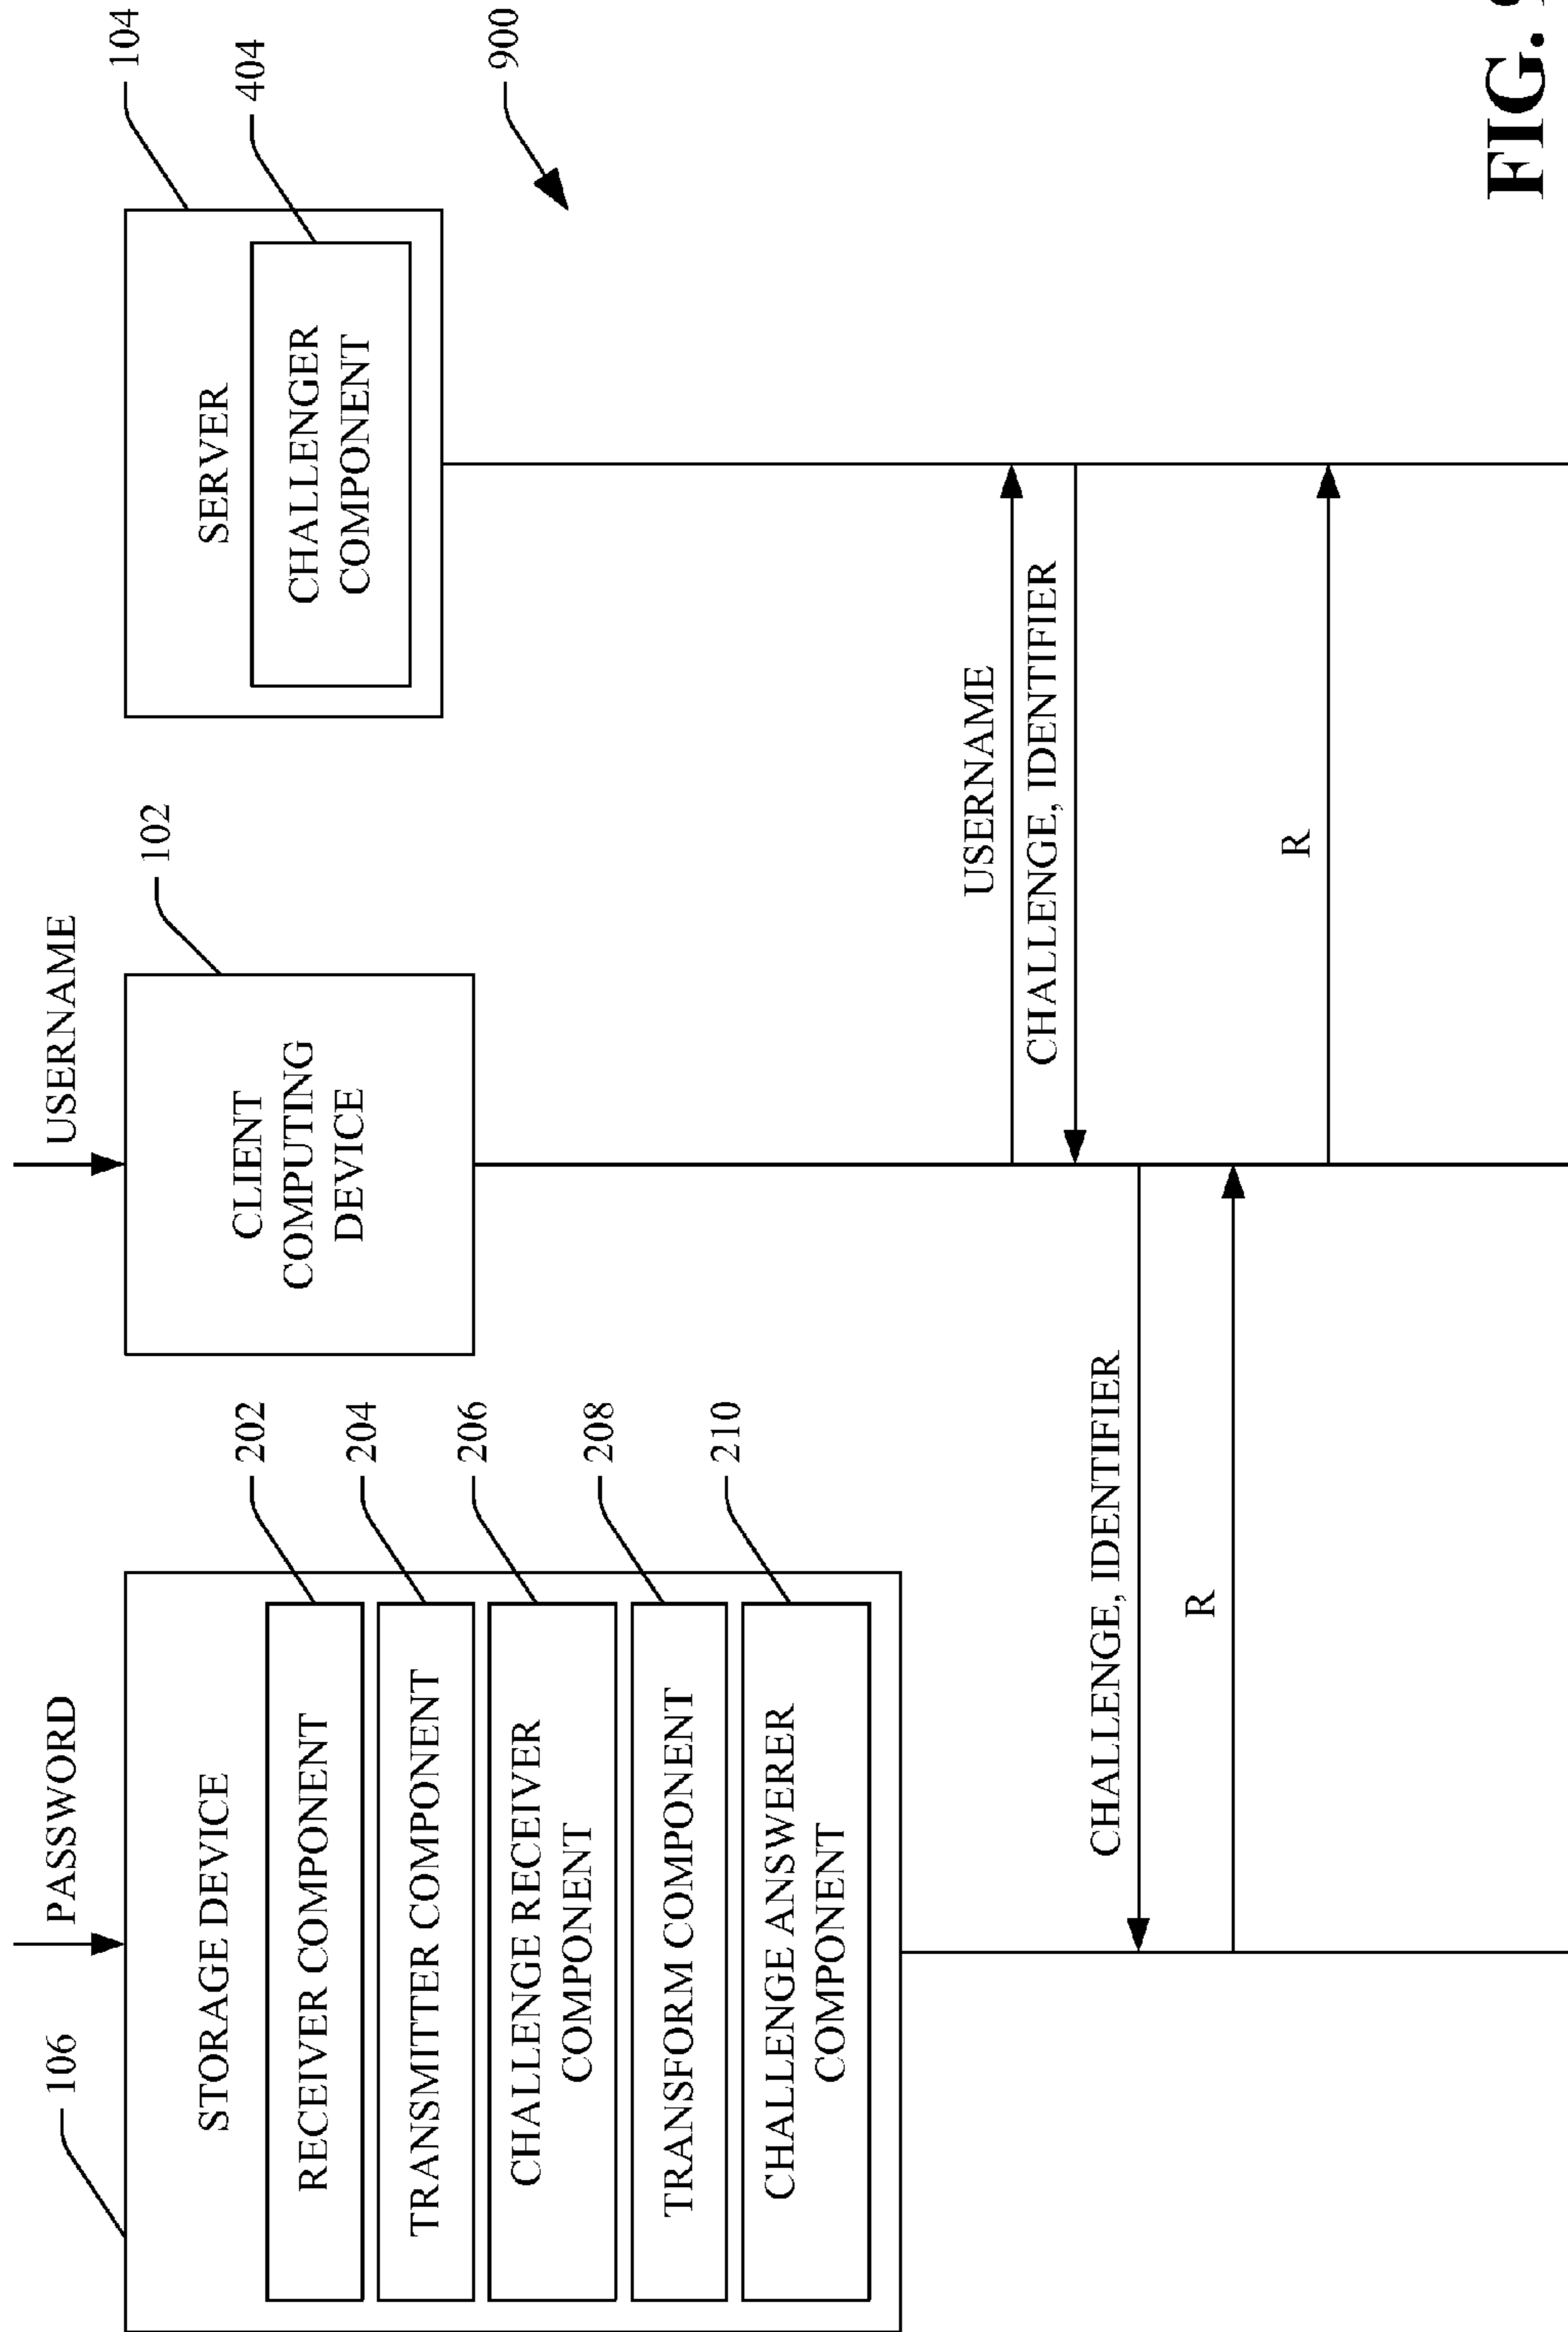 106
PASSWORD
USERNAME
102
104
STORAGE DEVICE
RECEIVER COMPONENT
202
TRANSMITTER COMPONENT
204
CHALLENGE RECEIVER
COMPONENT
206
TRANSFORM COMPONENT
208
CHALLENGE ANSWERER
COMPONENT
210
CLIENT
COMPUTING
DEVICE
SERVER
CHALLENGER
COMPONENT
404
900
USERNAME
CHALLENGE, IDENTIFIER
CHALLENGE, IDENTIFIER
R
R
FIG.